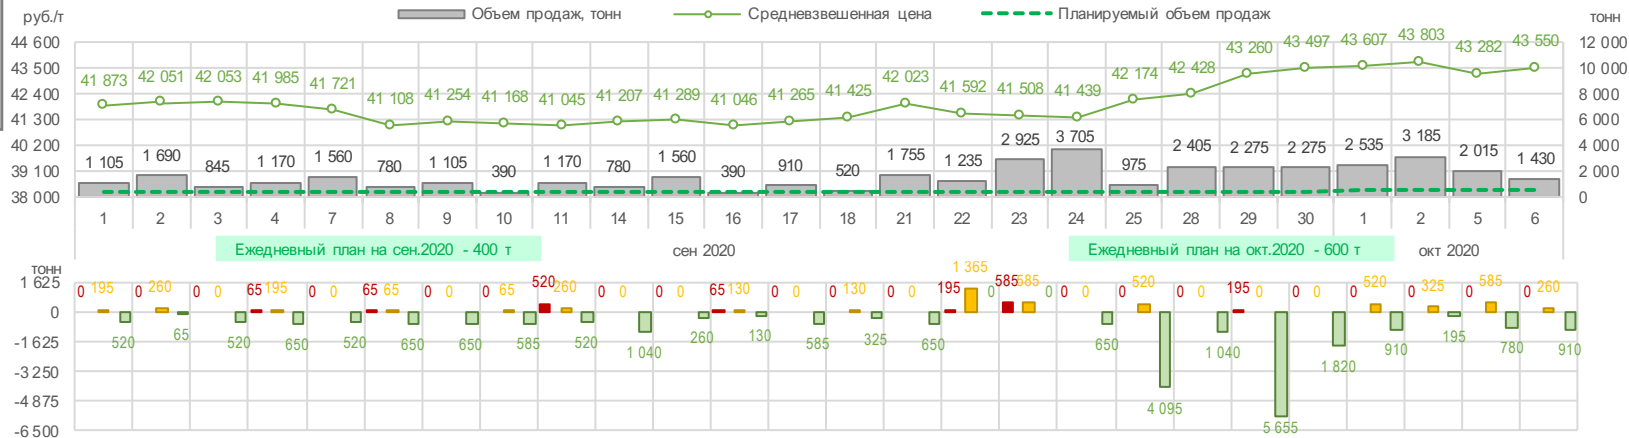 руб./т
Объем продаж, тонн Средневзвешенная цена Планируемый объем продаж
тонн
44 600 12 000
43 500 10 000
42 400 8 000
41 300 6 000
40 200 4 000
39 100 2 000
38 000 0
41 873 42 051 42 053 41 985 41 721 41 108 41 254 41 168 41 045 41 207 41 289 41 046 41 265 41 425 42 023 41 592 41 508 41 439 42 174 42 428 43 260 43 497 43 607 43 803 43 282 43 550
1 105 1 690 845 1 170 1 560 780 1 105 390 1 170 780 1 560 390 910 520 1 755 1 235 2 925 3 705 975 2 405 2 275 2 275 2 535 3 185 2 015 1 430
1 2 3 4 7 8 9 10 11 14 15 16 17 18 21 22 23 24 25 28 29 30 1 2 5 6
Ежедневный план на сен.2020 - 400 т сен 2020 Ежедневный план на окт.2020 - 600 т окт 2020
тонн
1 625
0
-1 625
-3 250
-4 875
-6 500
0 195 0 260 0 0 65 195 0 0 65 65 0 0 0 65 520 260 0 0 0 0 65 130 0 0 0 130 0 0 195 1 365 0 585 585 0 0 0 0 520 0 0 195 0 0 0 0 520 0 325 0 585 0 260
520 65 520 650 520 650 650 585 520 1 040 260 130 585 325 650 650 4 095 1 040 5 655 1 820 910 195 780 910